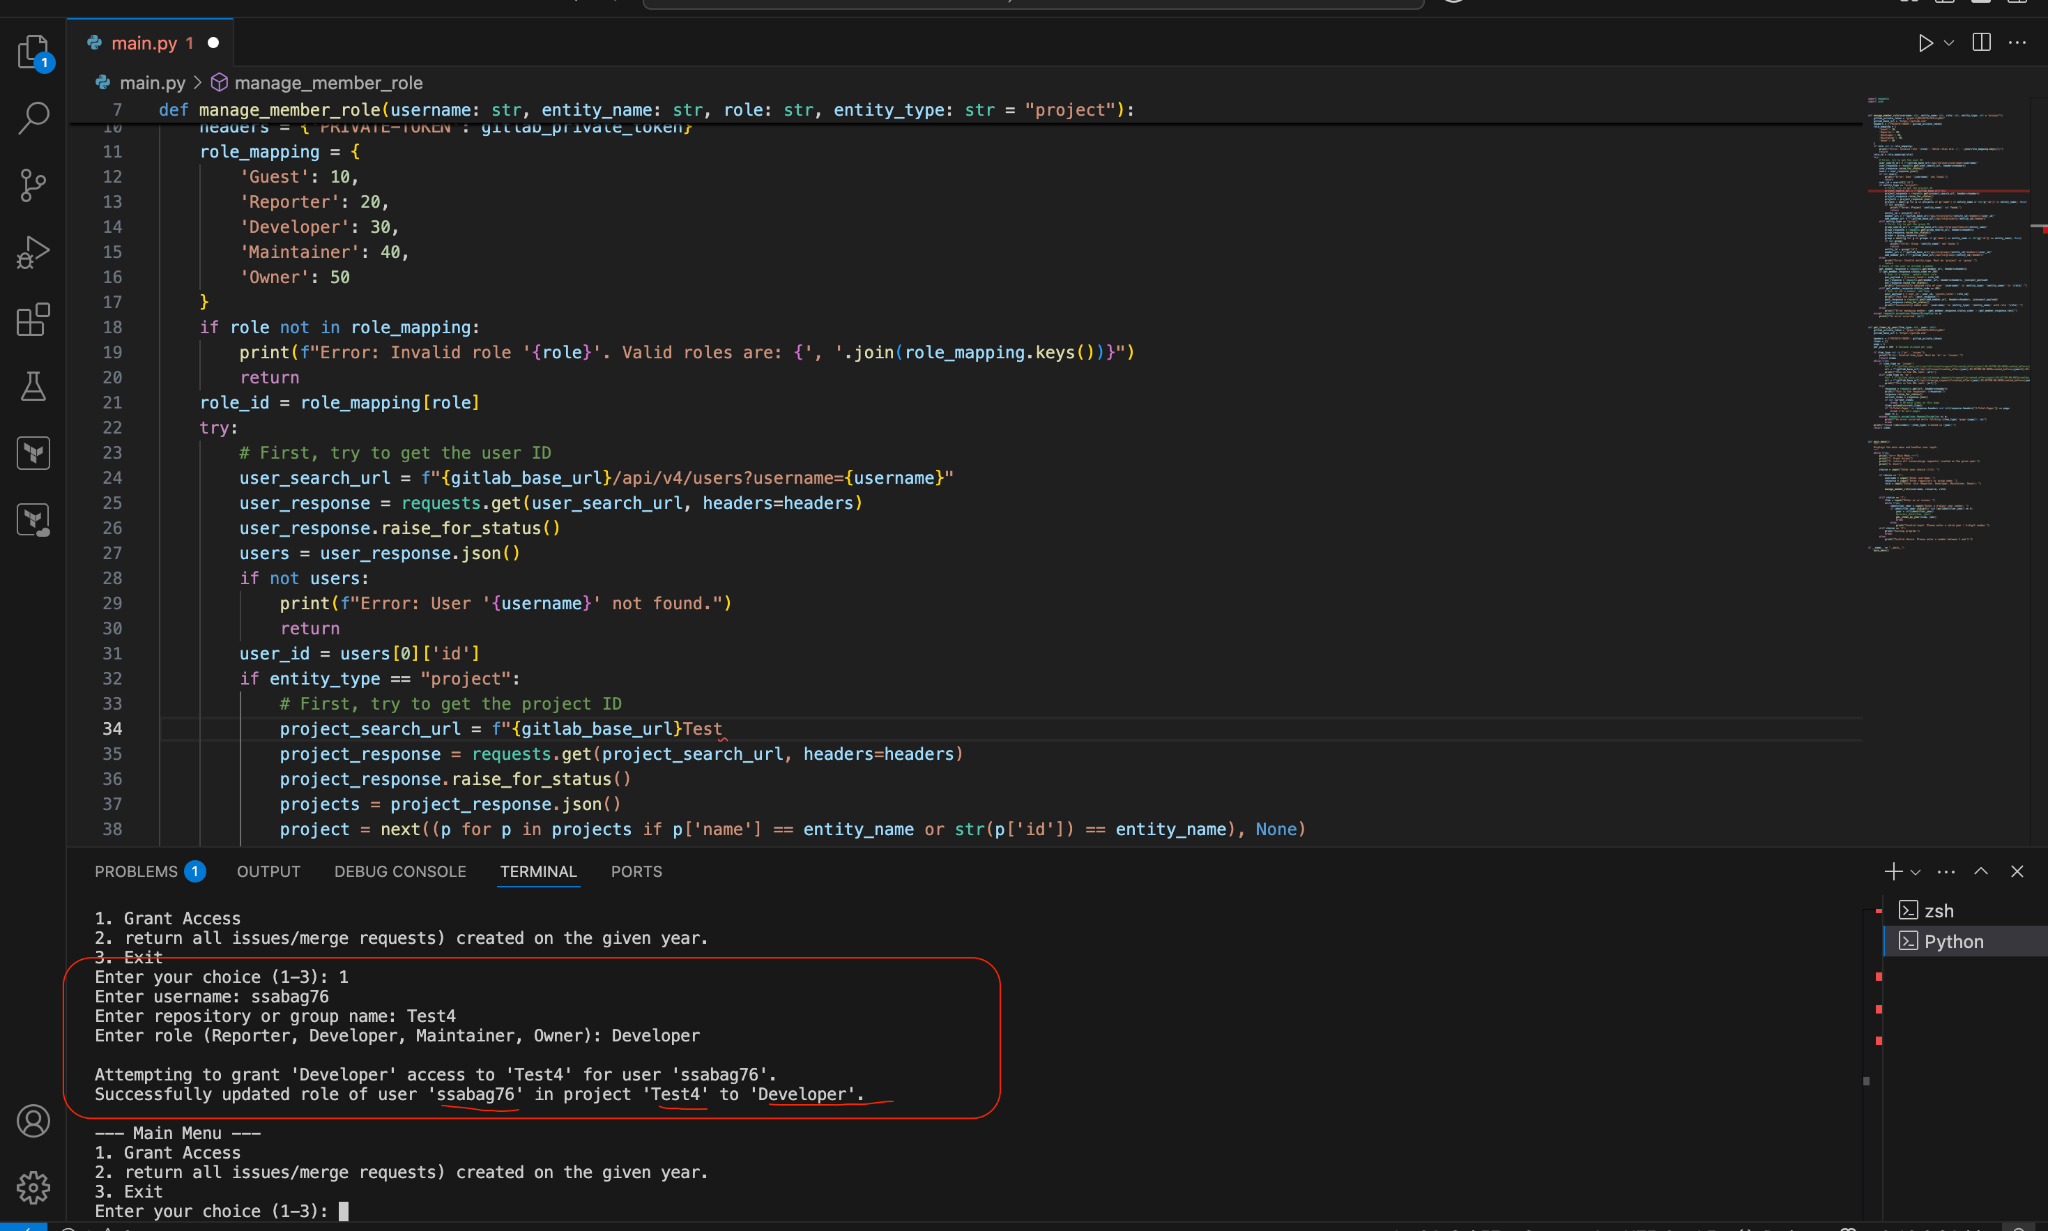 main.py 1
main.py > manage_member_role
7 def manage_member_role(username: str, entity_name: str, role: str, entity_type: str = "project"):
10 headers = {'PRIVATE-TOKEN': gitlab_private_token}
11 role_mapping = {
12 'Guest': 10,
13 'Reporter': 20,
14 'Developer': 30,
15 'Maintainer': 40,
16 'Owner': 50
17 }
18 if role not in role_mapping:
19 print(f"Error: Invalid role '{role}'. Valid roles are: {', '.join(role_mapping.keys())}")
20 return
21 role_id = role_mapping[role]
22 try:
23 # First, try to get the user ID
24 user_search_url = f"{gitlab_base_url}/api/v4/users?username={username}"
25 user_response = requests.get(user_search_url, headers=headers)
26 user_response.raise_for_status()
27 users = user_response.json()
28 if not users:
29 print(f"Error: User '{username}' not found.")
30 return
31 user_id = users[0]['id']
32 if entity_type == "project":
33 # First, try to get the project ID
34 project_search_url = f"{gitlab_base_url}Test
35 project_response = requests.get(project_search_url, headers=headers)
36 project_response.raise_for_status()
37 projects = project_response.json()
38 project = next((p for p in projects if p['name'] == entity_name or str(p['id']) == entity_name), None)
PROBLEMS 1 OUTPUT DEBUG CONSOLE TERMINAL PORTS
zsh
Python
1. Grant Access
2. return all issues/merge requests) created on the given year.
3. Exit
Enter your choice (1-3): 1
Enter username: ssabag76
Enter repository or group name: Test4
Enter role (Reporter, Developer, Maintainer, Owner): Developer
Attempting to grant 'Developer' access to 'Test4' for user 'ssabag76'.
Successfully updated role of user 'ssabag76' in project 'Test4' to 'Developer'.
--- Main Menu ---
1. Grant Access
2. return all issues/merge requests) created on the given year.
3. Exit
Enter your choice (1-3):